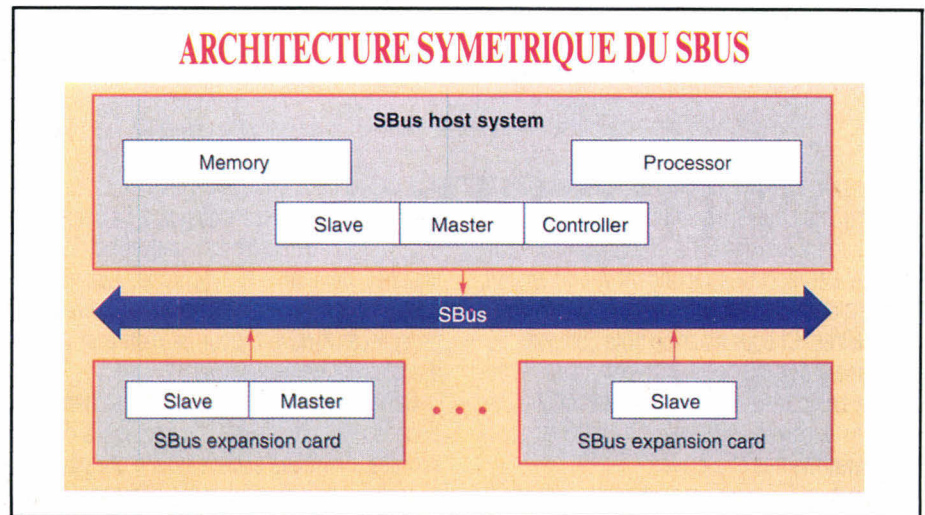 ARCHITECTURE SYMETRIQUE DU SBUS
SBus host system
Memory
Processor
Slave
Master
Controller
SBus
Slave
Master
SBus expansion card
Slave
SBus expansion card